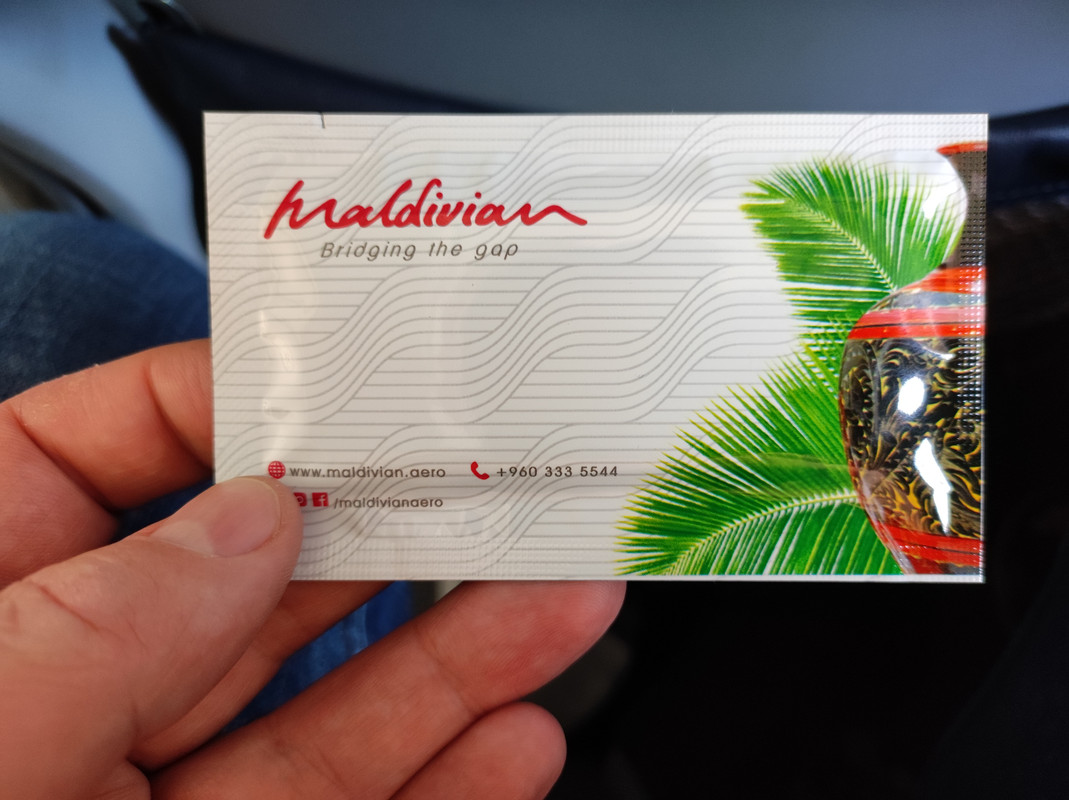 Maldivian
Bridging the gap
www.maldivian.aero +960 333 5544
/maldivianaero